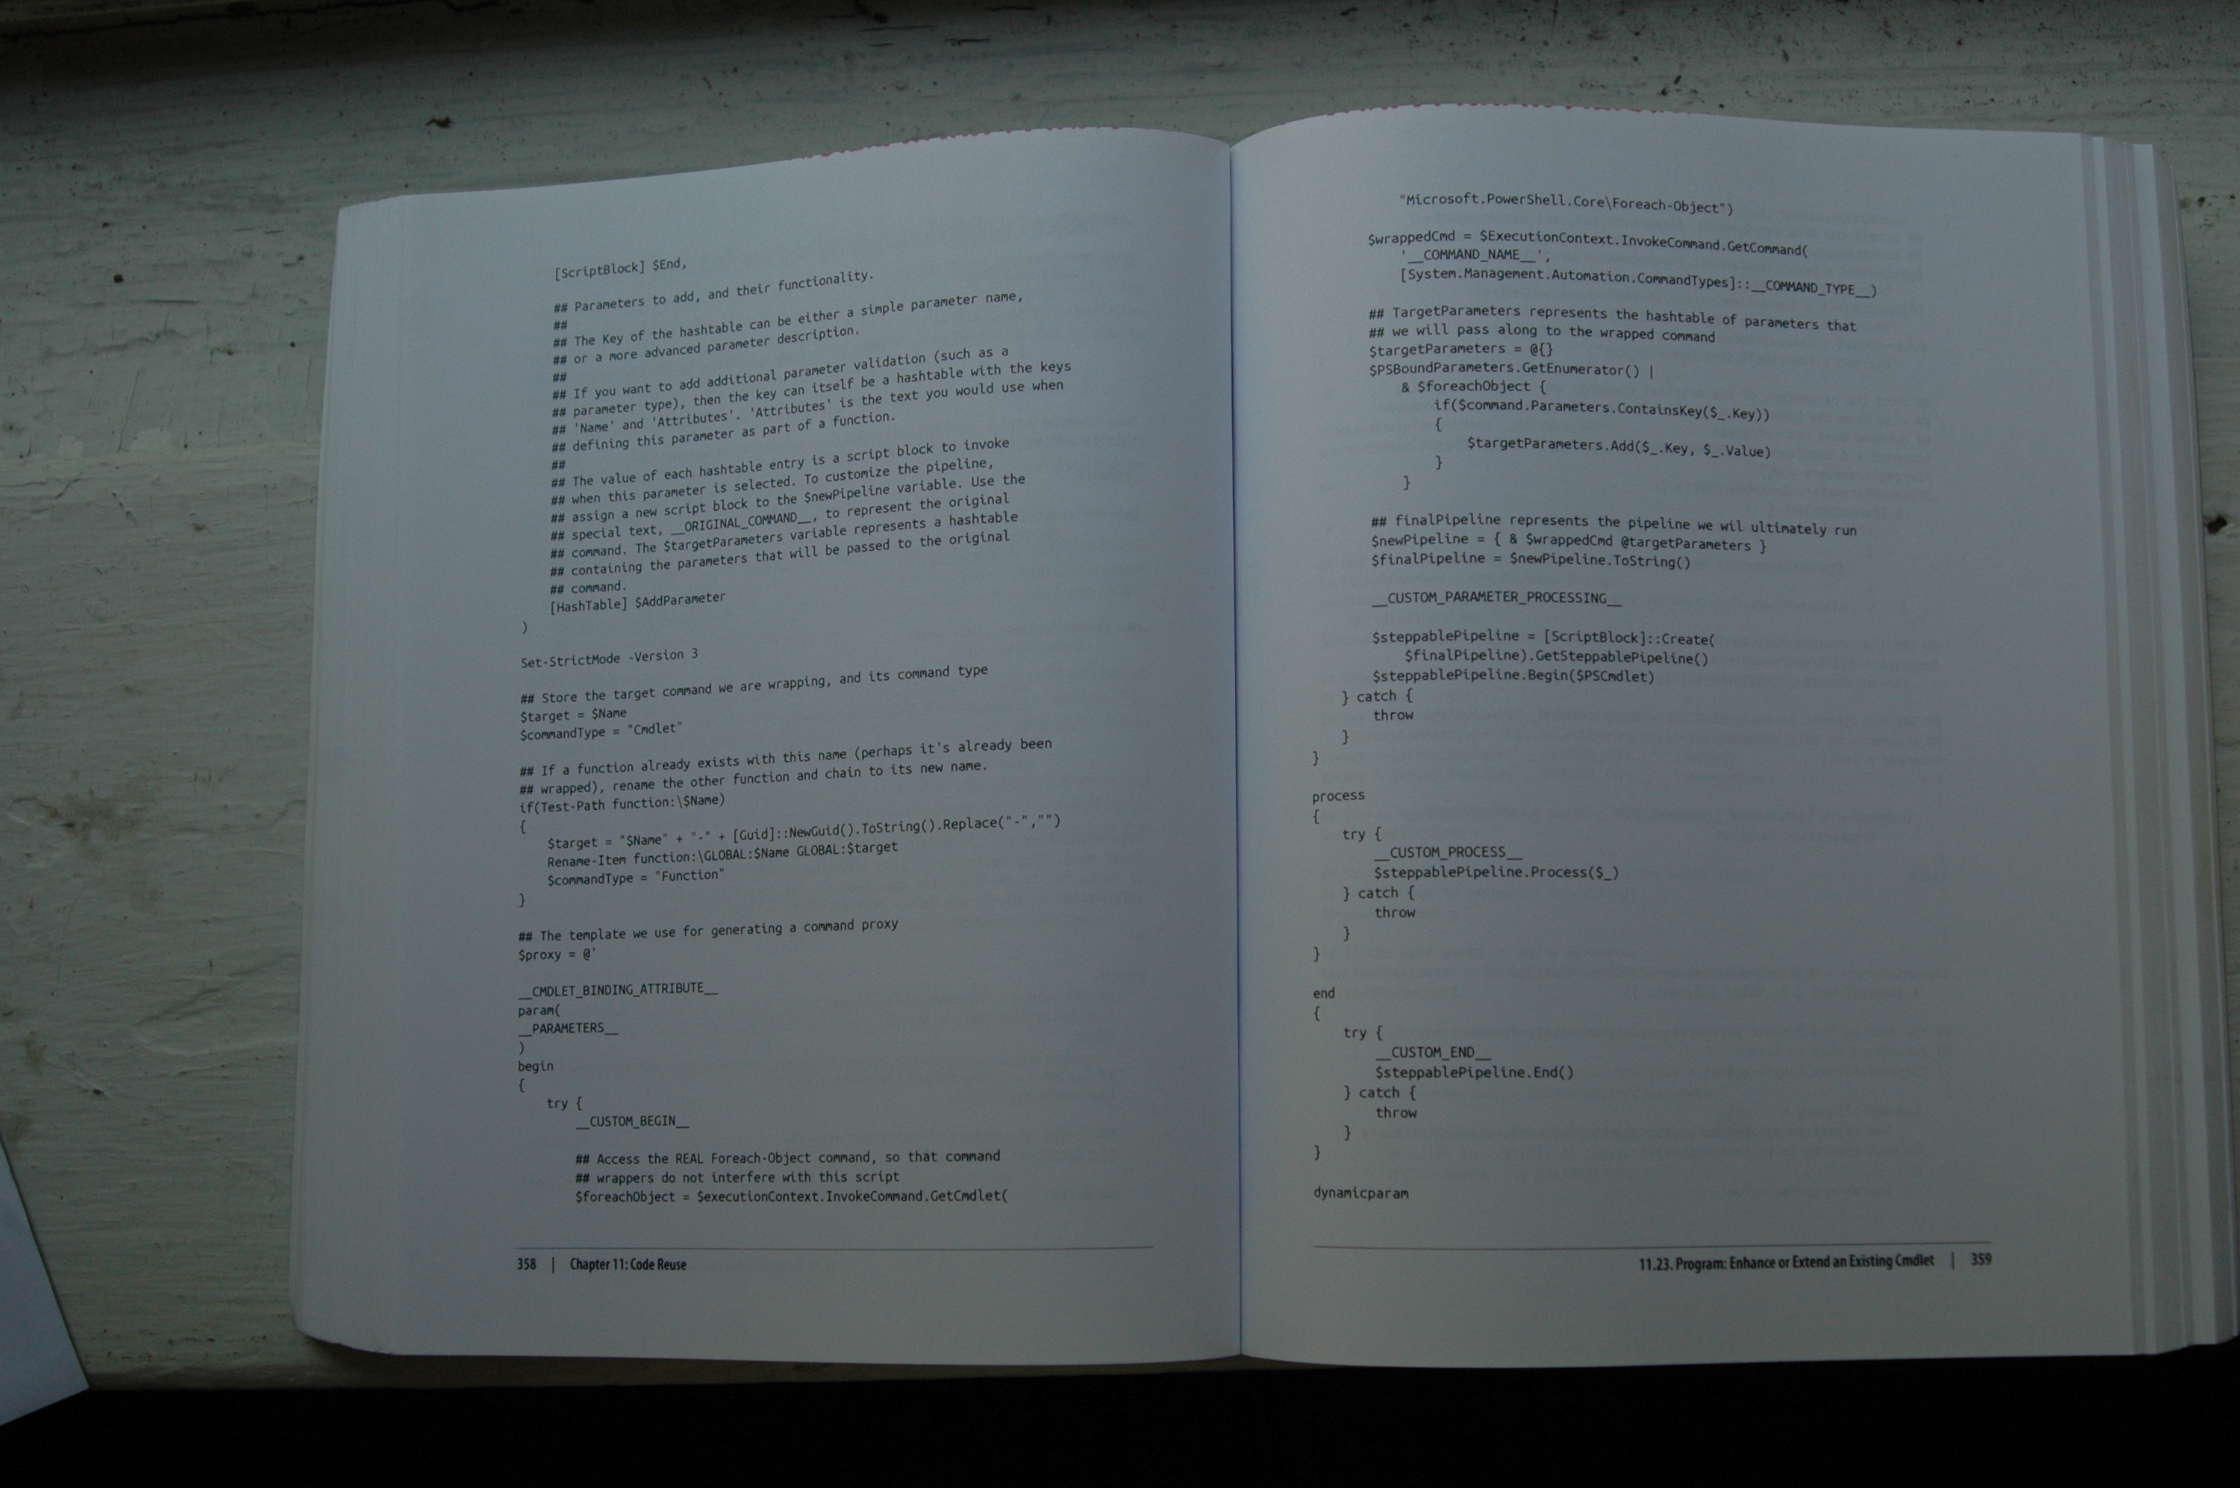 [ScriptBlock] $End,
## Parameters to add, and their functionality.
##
## The Key of the hashtable can be either a simple parameter name,
## or a more advanced parameter description.
##
## If you want to add additional parameter validation (such as a
## parameter type), then the key can itself be a hashtable with the keys
## 'Name' and 'Attributes'. 'Attributes' is the text you would use when
## defining this parameter as part of a function.
##
## The value of each hashtable entry is a script block to invoke
## when this parameter is selected. To customize the pipeline,
## assign a new script block to the $newPipeline variable. Use the
## special text, __ORIGINAL_COMMAND__, to represent the original
## command. The $targetParameters variable represents a hashtable
## containing the parameters that will be passed to the original
## command.
[HashTable] $AddParameter
)
Set-StrictMode -Version 3
## Store the target command we are wrapping, and its command type
$target = $Name
$commandType = "Cmdlet"
## If a function already exists with this name (perhaps it's already been
## wrapped), rename the other function and chain to its new name.
if(Test-Path function:\$Name)
{
$target = "$Name" + "-" + [Guid]::NewGuid().ToString().Replace("-","")
Rename-Item function:\GLOBAL:$Name GLOBAL:$target
$commandType = "Function"
}
## The template we use for generating a command proxy
$proxy = @'
__CMDLET_BINDING_ATTRIBUTE__
param(
__PARAMETERS__
)
begin
{
try {
__CUSTOM_BEGIN__
## Access the REAL Foreach-Object command, so that command
## wrappers do not interfere with this script
$foreachObject = $executionContext.InvokeCommand.GetCmdlet(
358 | Chapter 11: Code Reuse
"Microsoft.PowerShell.Core\Foreach-Object")
$wrappedCmd = $ExecutionContext.InvokeCommand.GetCommand(
'__COMMAND_NAME__',
[System.Management.Automation.CommandTypes]::__COMMAND_TYPE__)
## TargetParameters represents the hashtable of parameters that
## we will pass along to the wrapped command
$targetParameters = @{}
$PSBoundParameters.GetEnumerator() |
& $foreachObject {
if($command.Parameters.ContainsKey($_.Key))
{
$targetParameters.Add($_.Key, $_.Value)
}
}
## finalPipeline represents the pipeline we wil ultimately run
$newPipeline = { & $wrappedCmd @targetParameters }
$finalPipeline = $newPipeline.ToString()
__CUSTOM_PARAMETER_PROCESSING__
$steppablePipeline = [ScriptBlock]::Create(
$finalPipeline).GetSteppablePipeline()
$steppablePipeline.Begin($PSCmdlet)
} catch {
throw
}
}
process
{
try {
__CUSTOM_PROCESS__
$steppablePipeline.Process($_)
} catch {
throw
}
}
end
{
try {
__CUSTOM_END__
$steppablePipeline.End()
} catch {
throw
}
}
dynamicparam
11.23. Program: Enhance or Extend an Existing Cmdlet | 359